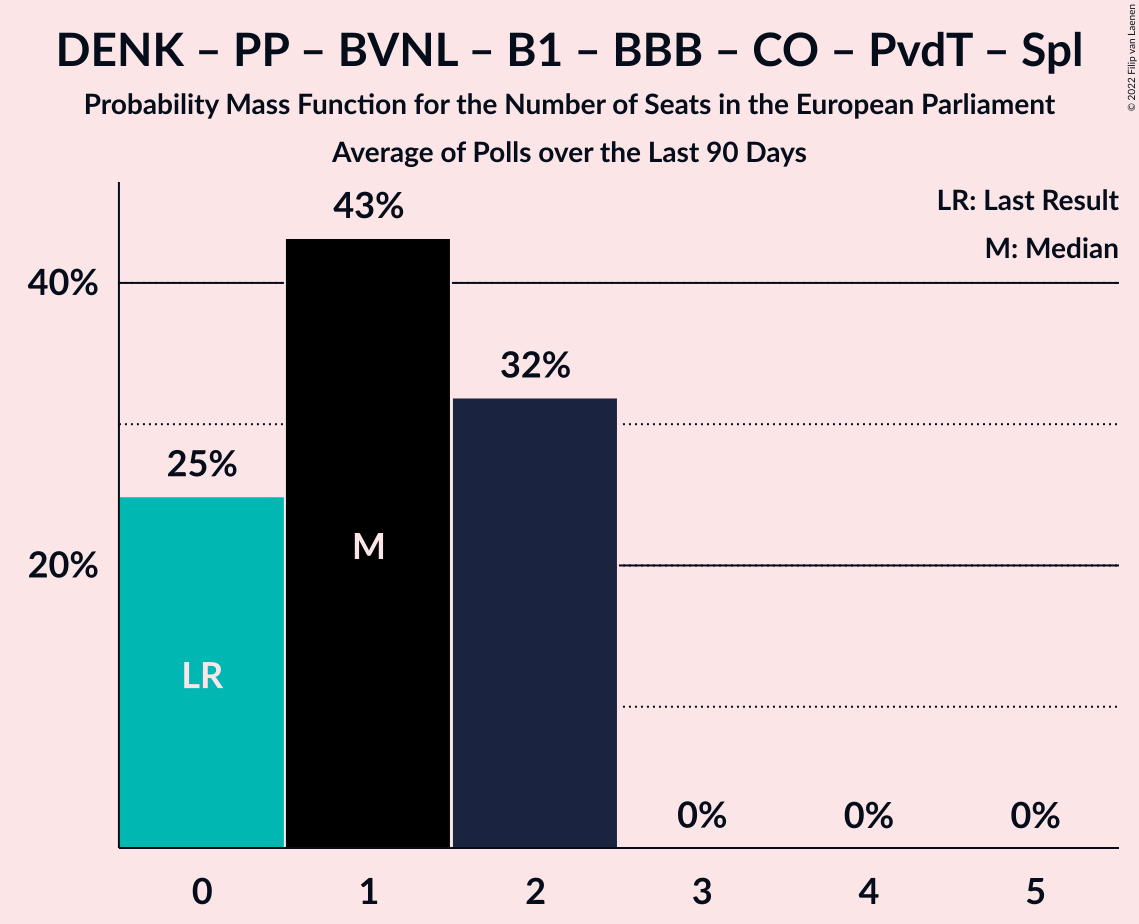 DENK – PP – BVNL – B1 – BBB – CO – PvdT – Spl
Probability Mass Function for the Number of Seats in the European Parliament
Average of Polls over the Last 90 Days
© 2022 Filip van Laenen
LR: Last Result
M: Median
43%
40%
32%
25%
M
20%
LR
0% 0% 0%
0 1 2 3 4 5